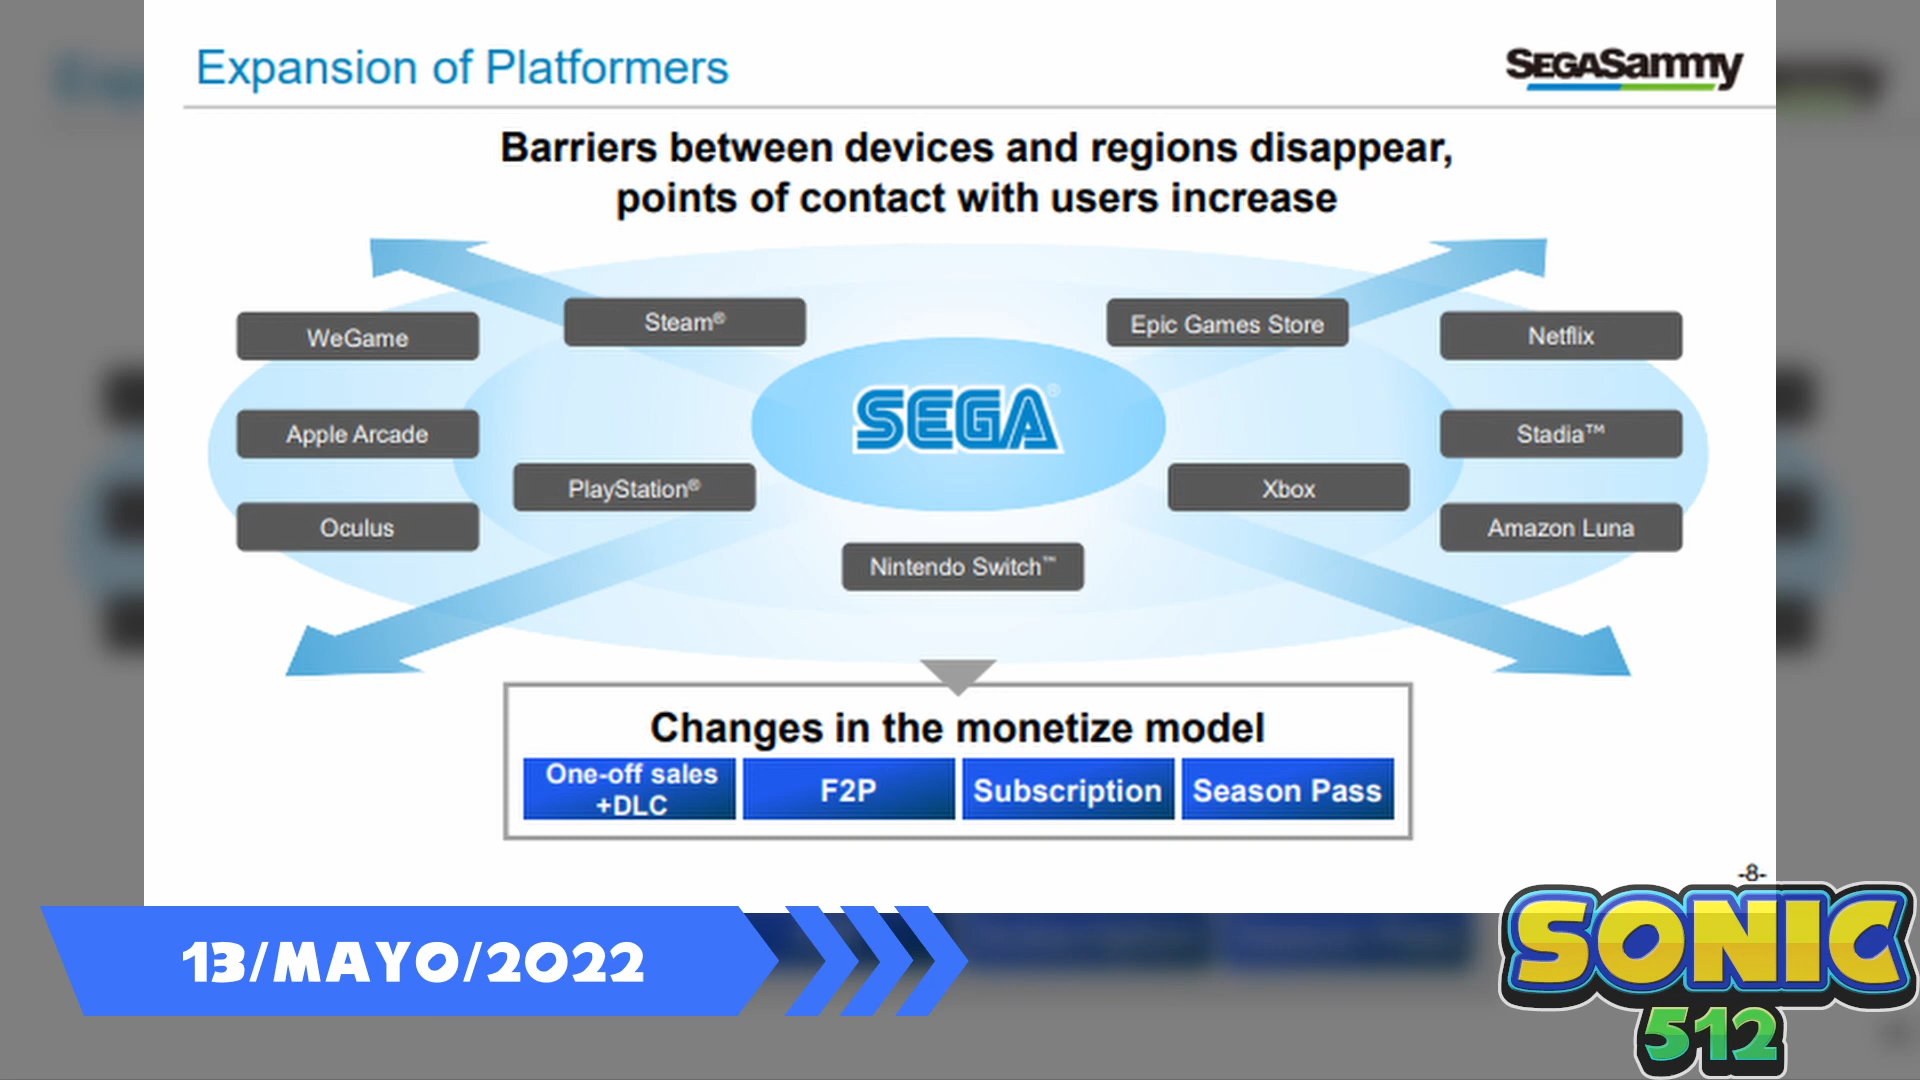 Expansion of Platformers
SEGASammy
Barriers between devices and regions disappear,
points of contact with users increase
WeGame
Steam®
Epic Games Store
Netflix
SEGA®
Apple Arcade
Stadia™
PlayStation®
Xbox
Oculus
Amazon Luna
Nintendo Switch™
Changes in the monetize model
One-off sales
+DLC
F2P
Subscription
Season Pass
-8-
13/MAYO/2022
SONIC
512